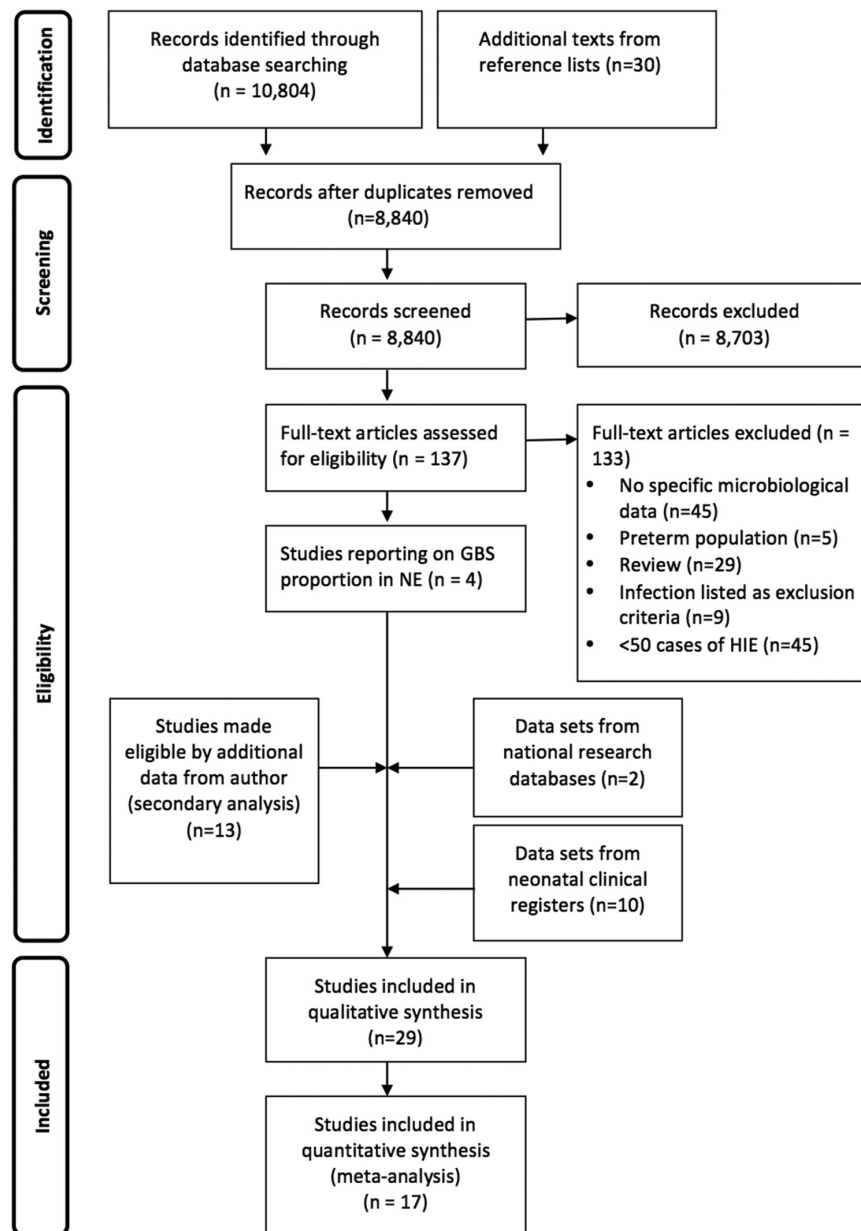 Identification
Records identified through
database searching
(n = 10,804)
Additional texts from
reference lists (n=30)
Screening
Records after duplicates removed
(n=8,840)
Records screened
(n = 8,840)
Records excluded
(n = 8,703)
Eligibility
Full-text articles assessed
for eligibility (n = 137)
Full-text articles excluded (n =
133)
• No specific microbiological
data (n=45)
• Preterm population (n=5)
• Review (n=29)
• Infection listed as exclusion
criteria (n=9)
• <50 cases of HIE (n=45)
Studies reporting on GBS
proportion in NE (n = 4)
Studies made
eligible by additional
data from author
(secondary analysis)
(n=13)
Data sets from
national research
databases (n=2)
Data sets from
neonatal clinical
registers (n=10)
Included
Studies included in
qualitative synthesis
(n=29)
Studies included in
quantitative synthesis
(meta-analysis)
(n = 17)